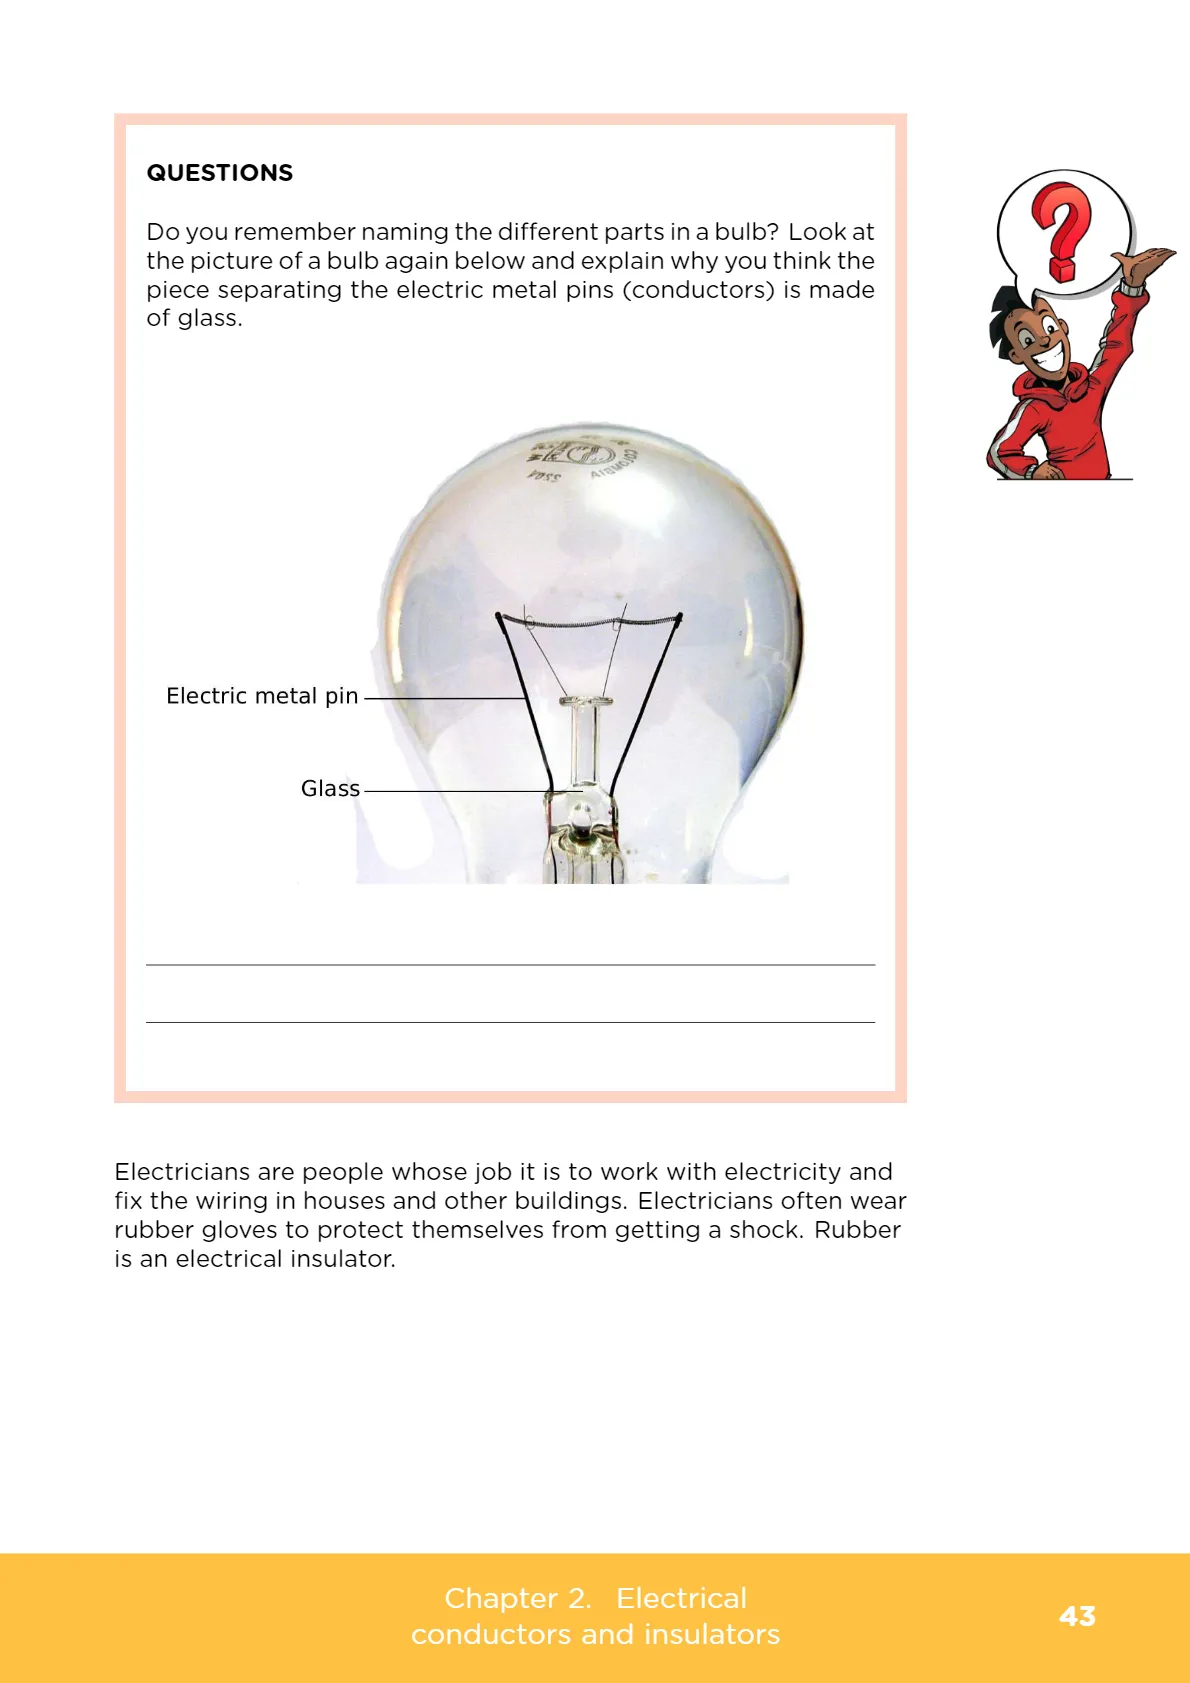 QUESTIONS
Do you remember naming the different parts in a bulb? Look at
the picture of a bulb again below and explain why you think the
piece separating the electric metal pins (conductors) is made
of glass.
Electric metal pin
Glass
Electricians are people whose job it is to work with electricity and
fix the wiring in houses and other buildings. Electricians often wear
rubber gloves to protect themselves from getting a shock. Rubber
is an electrical insulator.
Chapter 2. Electrical
conductors and insulators
43